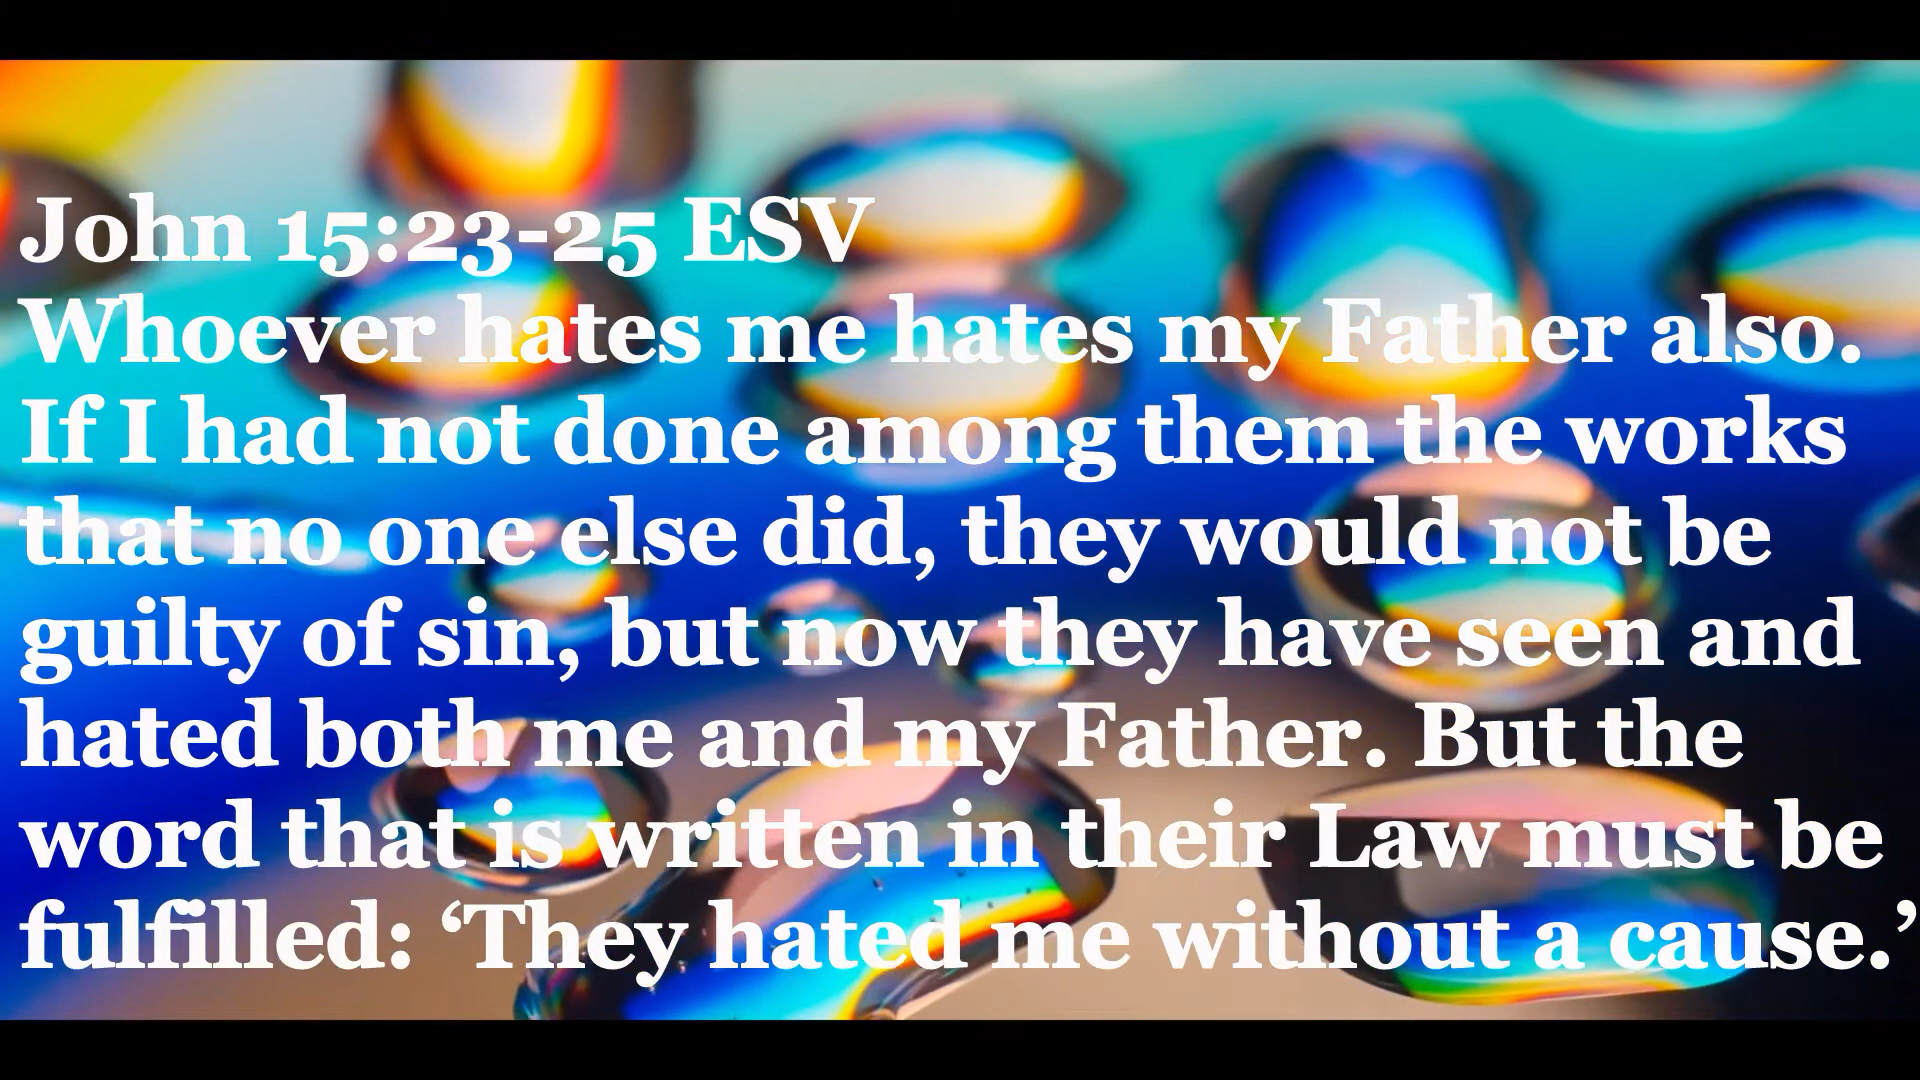 John 15:23-25 ESV
Whoever hates me hates my Father also.
If I had not done among them the works
that no one else did, they would not be
guilty of sin, but now they have seen and
hated both me and my Father. But the
word that is written in their Law must be
fulfilled: ‘They hated me without a cause.’